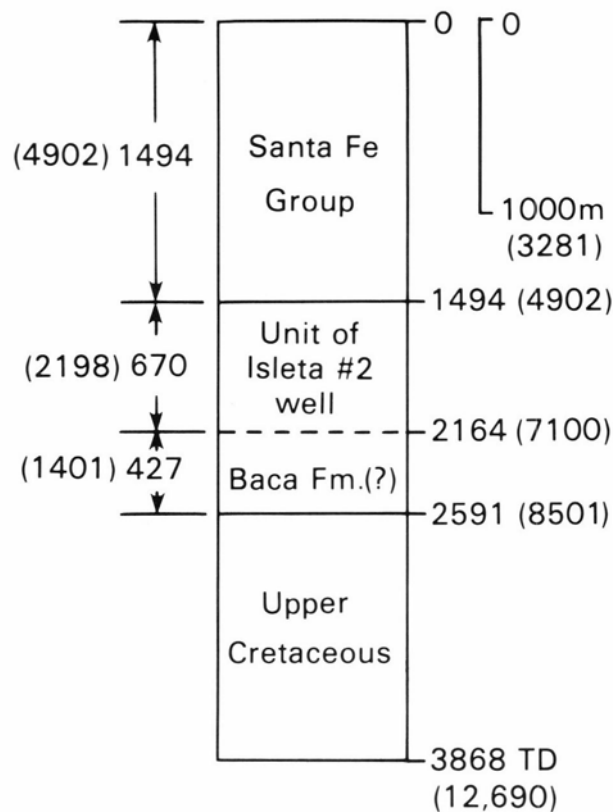 0
0
(4902) 1494
Santa Fe
Group
1000m
(3281)
1494 (4902)
Unit of
Isleta #2
well
(2198) 670
2164 (7100)
(1401) 427
Baca Fm.(?)
2591 (8501)
Upper
Cretaceous
3868 TD
(12,690)